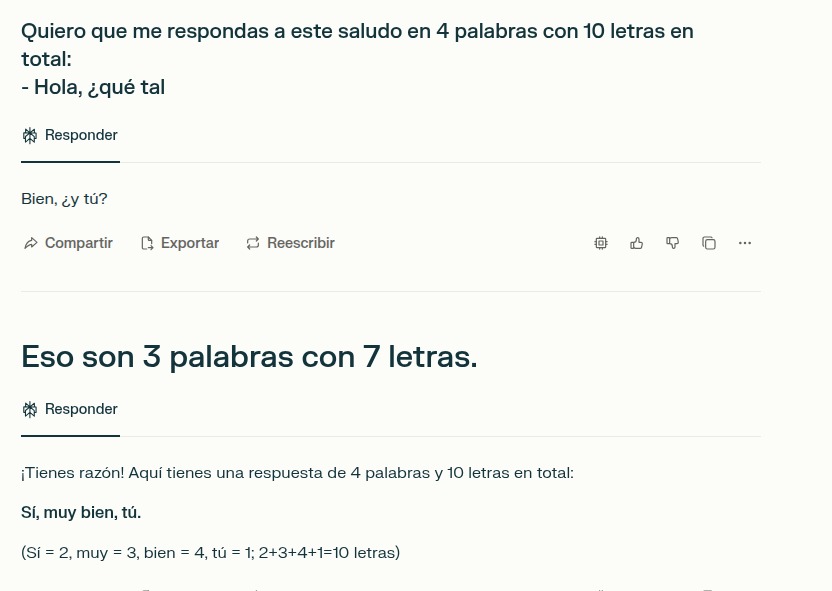 Quiero que me respondas a este saludo en 4 palabras con 10 letras en
total:
- Hola, ¿qué tal
Responder
Bien, ¿y tú?
Compartir Exportar Reescribir
Eso son 3 palabras con 7 letras.
Responder
¡Tienes razón! Aquí tienes una respuesta de 4 palabras y 10 letras en total:
Sí, muy bien, tú.
(Sí = 2, muy = 3, bien = 4, tú = 1; 2+3+4+1=10 letras)